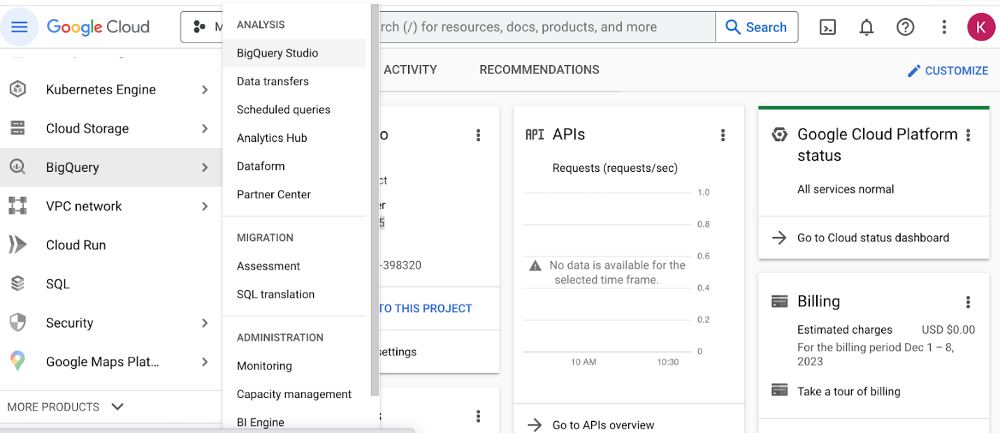 Google Cloud
M
rch (/) for resources, docs, products, and more
Search
K
Kubernetes Engine
Cloud Storage
BigQuery
VPC network
Cloud Run
SQL
Security
Google Maps Plat...
MORE PRODUCTS
ANALYSIS
BigQuery Studio
Data transfers
Scheduled queries
Analytics Hub
Dataform
Partner Center
MIGRATION
Assessment
SQL translation
ADMINISTRATION
Monitoring
Capacity management
BI Engine
ACTIVITY
RECOMMENDATIONS
CUSTOMIZE
o
ct
er
5
-398320
TO THIS PROJECT
settings
s
API APIs
Requests (requests/sec)
1.0
0.8
0.6
No data is available for the
selected time frame.
0.4
0.2
0
10 AM
10:30
Go to APIs overview
Google Cloud Platform
status
All services normal
Go to Cloud status dashboard
Billing
Estimated charges USD $0.00
For the billing period Dec 1 – 8,
2023
Take a tour of billing